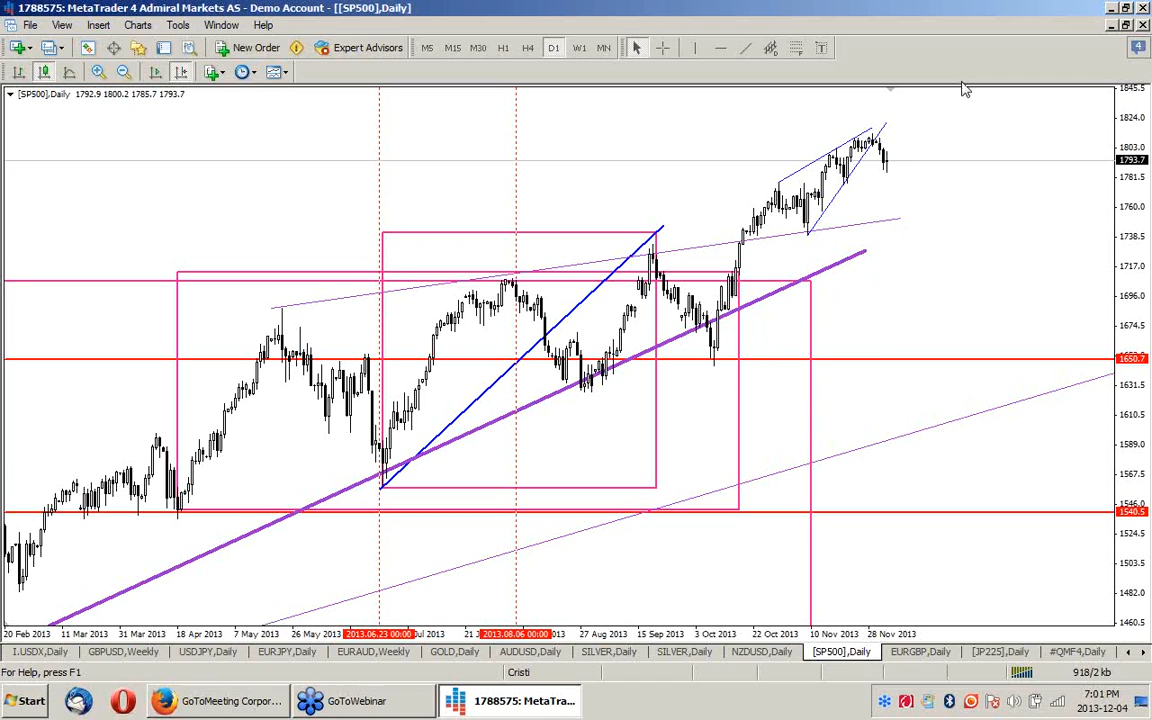 1788575: MetaTrader 4 Admiral Markets AS - Demo Account - [[SP500],Daily]
File View Insert Charts Tools Window Help
New Order Expert Advisors M5 M15 M30 H1 H4 D1 W1 MN T 4
[SP500],Daily 1792.9 1800.2 1785.7 1793.7
1845.5
1824.0
1803.0
1793.7
1781.5
1760.0
1738.5
1717.0
1696.0
1674.5
1650.7
1631.5
1610.5
1589.0
1567.5
1546.0
1540.5
1524.5
1503.5
1482.0
1460.5
20 Feb 2013 11 Mar 2013 31 Mar 2013 18 Apr 2013 7 May 2013 26 May 2013 2013.06.23 00:00 Jul 2013 2013.08.06 00:00 27 Aug 2013 15 Sep 2013 3 Oct 2013 22 Oct 2013 10 Nov 2013 28 Nov 2013
I.USDX,Daily GBPUSD,Weekly USDJPY,Daily EURJPY,Daily EURAUD,Weekly GOLD,Daily AUDUSD,Daily SILVER,Daily SILVER,Daily NZDUSD,Daily [SP500],Daily EURGBP,Daily [JP225],Daily #QMF4,Daily
For Help, press F1 Cristi 918/2 kb
Start GoToMeeting Corpor... GoToWebinar 1788575: MetaTra... 7:01 PM
2013-12-04